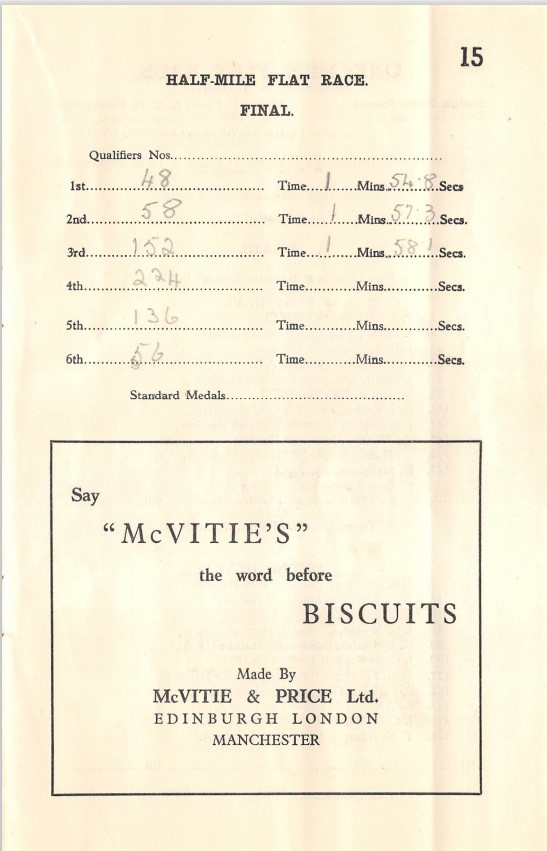 15
HALF-MILE FLAT RACE.
FINAL.
Qualifiers Nos...........................................................................
1st............48........................ Time...1......Mins..54.8..Secs.
2nd............58........................ Time...1......Mins..57.3..Secs.
3rd............152........................ Time...1......Mins..58.1..Secs.
4th............224........................ Time............Mins............Secs.
5th............136........................ Time............Mins............Secs.
6th............56........................ Time............Mins............Secs.
Standard Medals..................................................
Say
"McVITIE'S"
the word before
BISCUITS
Made By
McVITIE & PRICE Ltd.
EDINBURGH LONDON
MANCHESTER